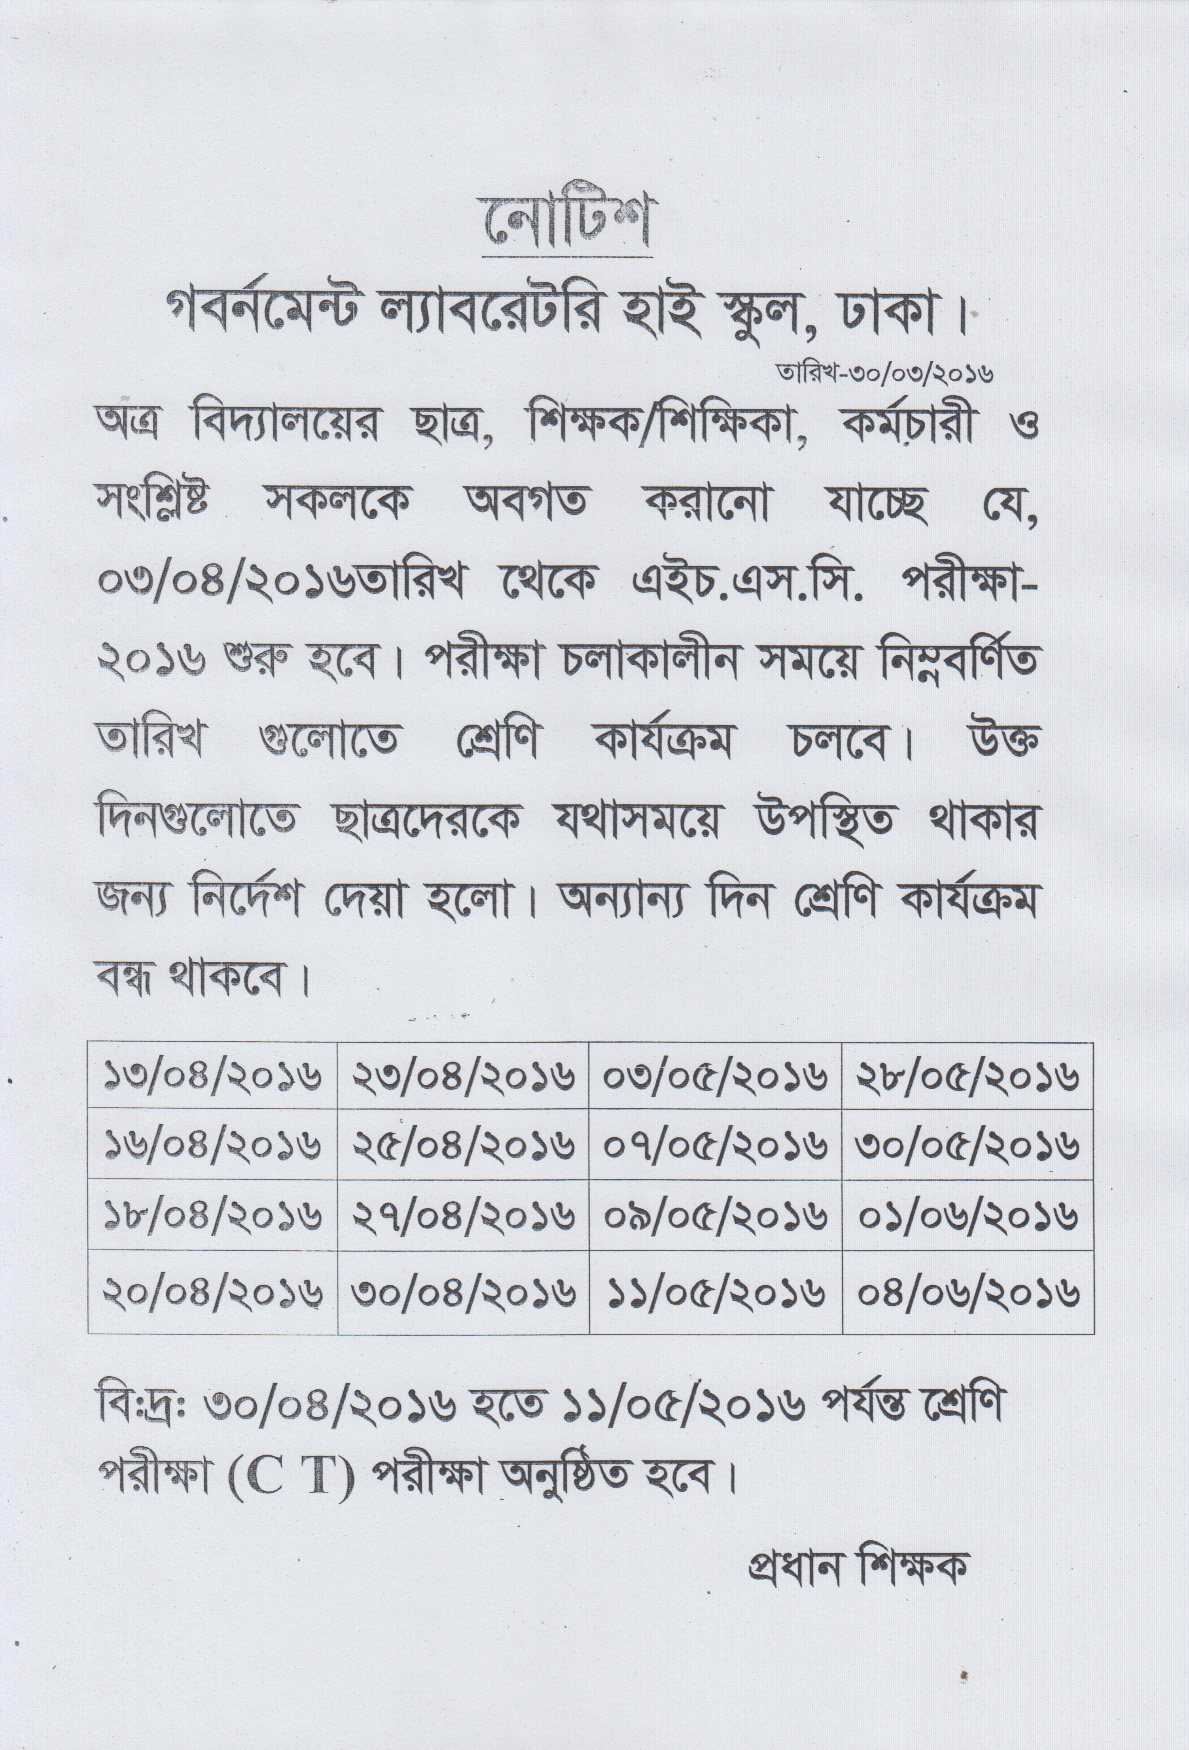 নোটিশ
গবর্নমেন্ট ল্যাবরেটরি হাই স্কুল, ঢাকা।
তারিখ-৩০/০৩/২০১৬
অত্র বিদ্যালয়ের ছাত্র, শিক্ষক/শিক্ষিকা, কর্মচারী ও
সংশ্লিষ্ট সকলকে অবগত করানো যাচ্ছে যে,
০৩/০৪/২০১৬তারিখ থেকে এইচ.এস.সি. পরীক্ষা-
২০১৬ শুরু হবে। পরীক্ষা চলাকালীন সময়ে নিম্নবর্ণিত
তারিখ গুলোতে শ্রেণি কার্যক্রম চলবে। উক্ত
দিনগুলোতে ছাত্রদেরকে যথাসময়ে উপস্থিত থাকার
জন্য নির্দেশ দেয়া হলো। অন্যান্য দিন শ্রেণি কার্যক্রম
বন্ধ থাকবে।
১৩/০৪/২০১৬ ২৩/০৪/২০১৬ ০৩/০৫/২০১৬ ২৮/০৫/২০১৬
১৬/০৪/২০১৬ ২৫/০৪/২০১৬ ০৭/০৫/২০১৬ ৩০/০৫/২০১৬
১৮/০৪/২০১৬ ২৭/০৪/২০১৬ ০৯/০৫/২০১৬ ০১/০৬/২০১৬
২০/০৪/২০১৬ ৩০/০৪/২০১৬ ১১/০৫/২০১৬ ০৪/০৬/২০১৬
বি:দ্র: ৩০/০৪/২০১৬ হতে ১১/০৫/২০১৬ পর্যন্ত শ্রেণি
পরীক্ষা (C T) পরীক্ষা অনুষ্ঠিত হবে।
প্রধান শিক্ষক